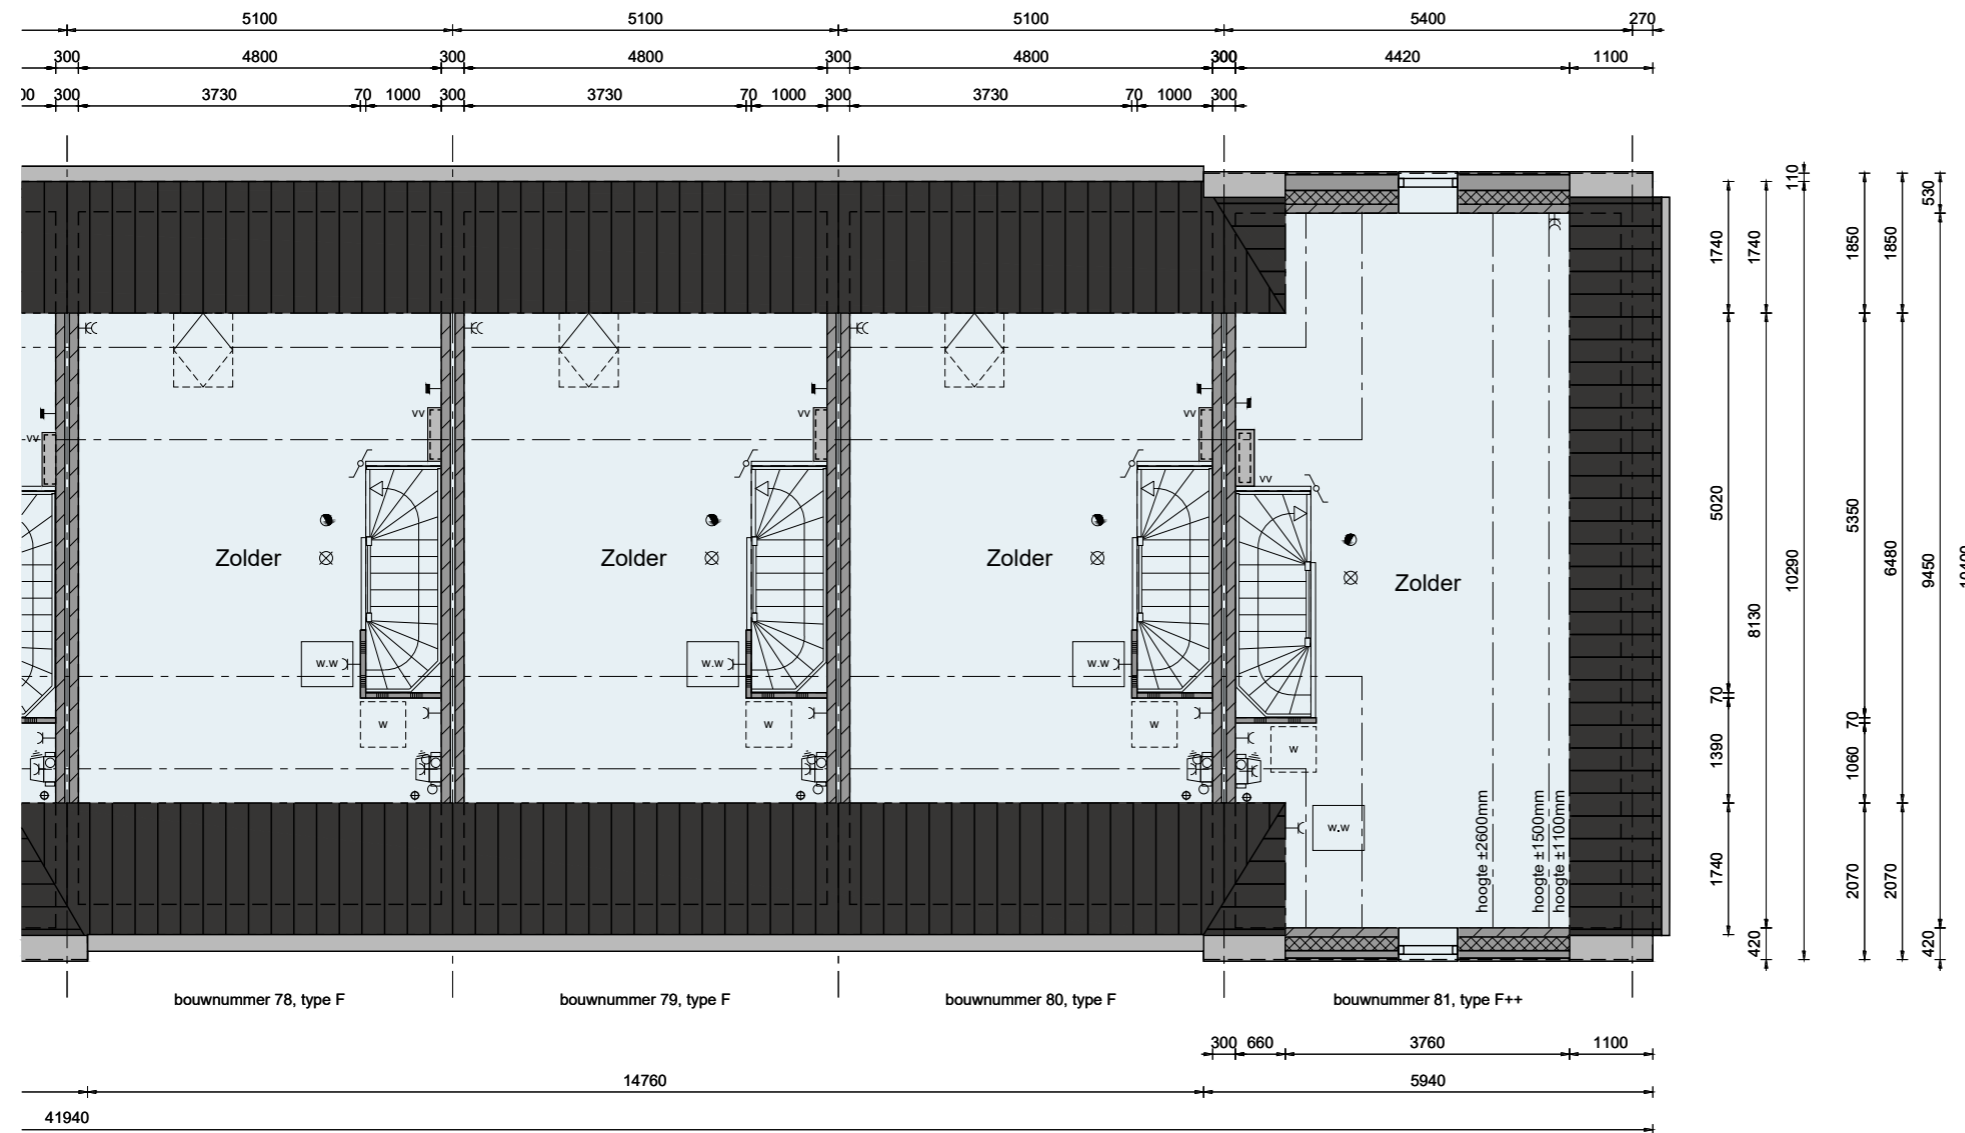 5100 5100 5100 5400 270
300 4800 300 4800 300 4800 300 4420 1100
300 3730 70 1000 300 3730 70 1000 300 3730 70 1000 300
110
530
1740 1740 1850 1850
vv vv vv vv vv
5020 8130 10290 5350 6480 9450
Zolder Zolder Zolder Zolder
w.w w.w w.w
w w w w
w.w
70 70
1390 1060
hoogte ±2600mm
hoogte ±1500mm
hoogte ±1100mm
1740 2070 2070
420 420
bouwnummer 78, type F bouwnummer 79, type F bouwnummer 80, type F bouwnummer 81, type F++
300 660 3760 1100
14760 5940
41940